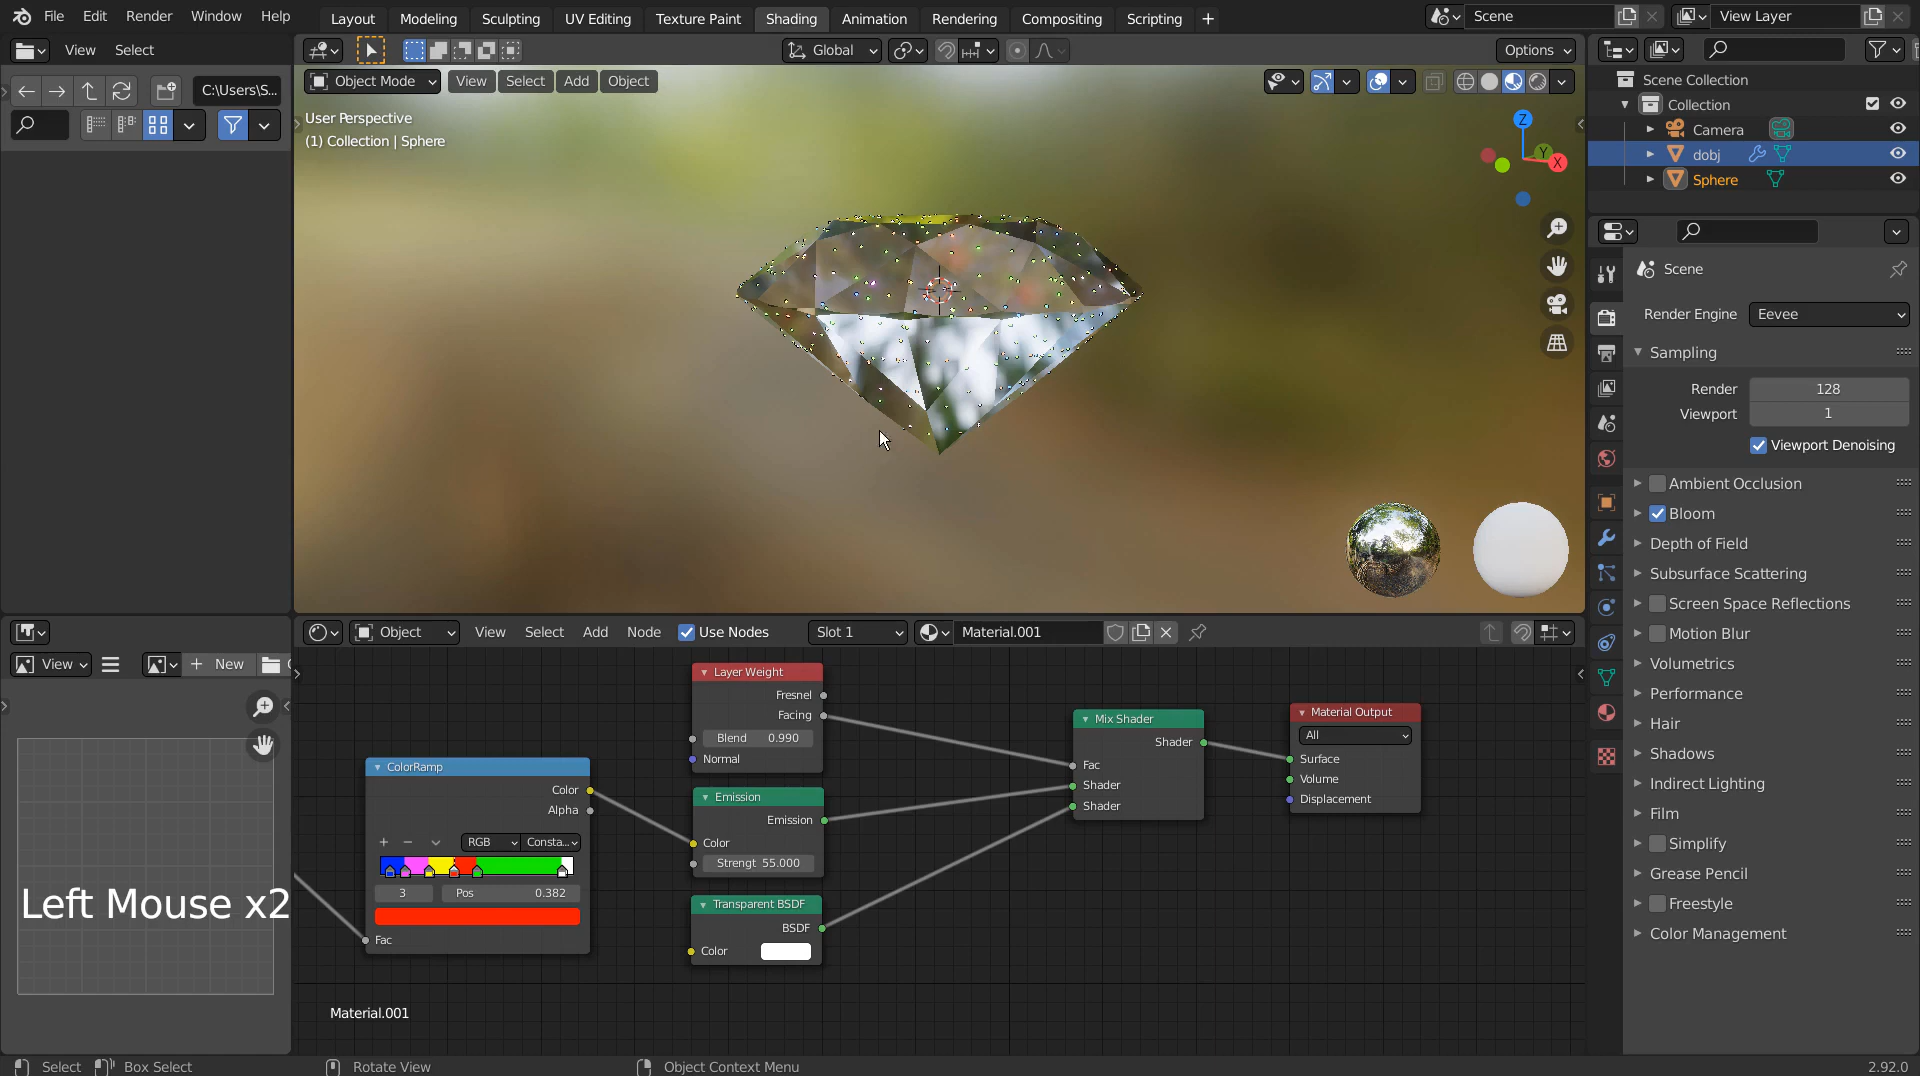 File Edit Render Window Help Layout Modeling Sculpting UV Editing Texture Paint Shading Animation Rendering Compositing Scripting + Scene View Layer
View Select Global Options
C:\Users\S...
Object Mode View Select Add Object
User Perspective
(1) Collection | Sphere
Z
Y
X
Scene Collection
Collection
Camera
dobj
Sphere
Scene
Render Engine Eevee
Sampling
Render 128
Viewport 1
Viewport Denoising
Ambient Occlusion
Bloom
Depth of Field
Subsurface Scattering
Screen Space Reflections
Motion Blur
Volumetrics
Performance
Hair
Shadows
Indirect Lighting
Film
Simplify
Grease Pencil
Freestyle
Color Management
Object View Select Add Node Use Nodes Slot 1 Material.001
View + New
Layer Weight
Fresnel
Facing
Blend 0.990
Normal
ColorRamp
Color
Alpha
+ − RGB Consta...
3 Pos 0.382
Fac
Emission
Emission
Color
Strengt 55.000
Transparent BSDF
BSDF
Color
Mix Shader
Shader
Fac
Shader
Shader
Material Output
All
Surface
Volume
Displacement
Left Mouse x2
Material.001
Select Box Select Rotate View Object Context Menu 2.92.0